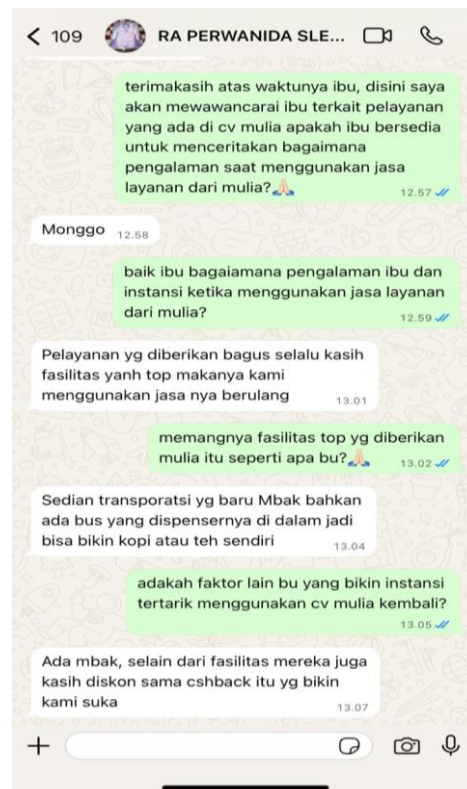 109 RA PERWANIDA SLE...
terimakasih atas waktunya ibu, disini saya
akan mewawancarai ibu terkait pelayanan
yang ada di cv mulia apakah ibu bersedia
untuk menceritakan bagaimana
pengalaman saat menggunakan jasa
layanan dari mulia?🙏🏻
12.57
Monggo 12.58
baik ibu bagaiamana pengalaman ibu dan
instansi ketika menggunakan jasa layanan
dari mulia?
12.59
Pelayanan yg diberikan bagus selalu kasih
fasilitas yanh top makanya kami
menggunakan jasa nya berulang 13.01
memangnya fasilitas top yg diberikan
mulia itu seperti apa bu?🙏🏻 13.02
Sedian transporatsi yg baru Mbak bahkan
ada bus yang dispensernya di dalam jadi
bisa bikin kopi atau teh sendiri 13.04
adakah faktor lain bu yang bikin instansi
tertarik menggunakan cv mulia kembali?
13.05
Ada mbak, selain dari fasilitas mereka juga
kasih diskon sama cshback itu yg bikin
kami suka 13.07